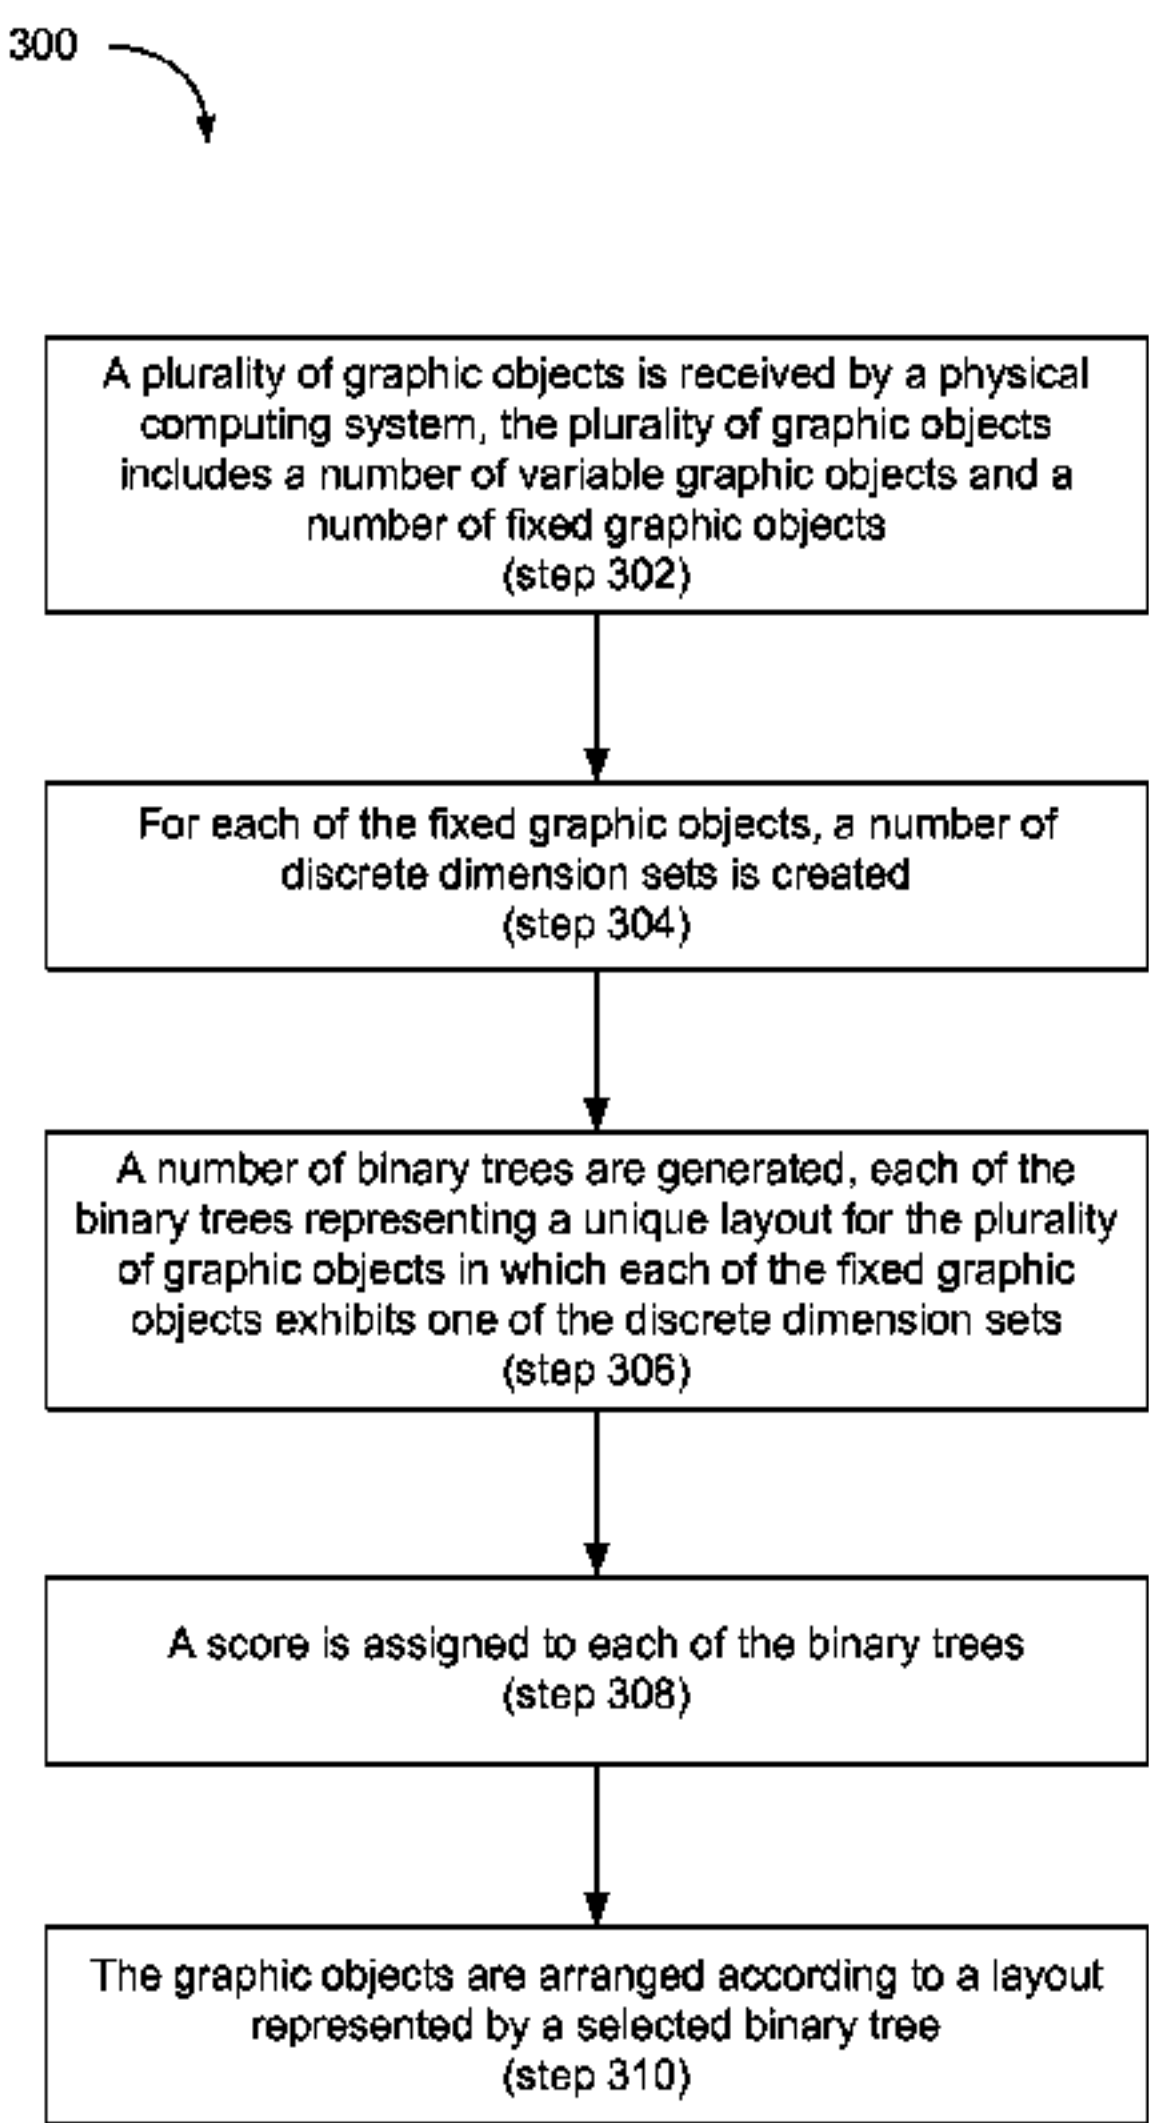 300
A plurality of graphic objects is received by a physical
computing system, the plurality of graphic objects
includes a number of variable graphic objects and a
number of fixed graphic objects
(step 302)
For each of the fixed graphic objects, a number of
discrete dimension sets is created
(step 304)
A number of binary trees are generated, each of the
binary trees representing a unique layout for the plurality
of graphic objects in which each of the fixed graphic
objects exhibits one of the discrete dimension sets
(step 306)
A score is assigned to each of the binary trees
(step 308)
The graphic objects are arranged according to a layout
represented by a selected binary tree
(step 310)